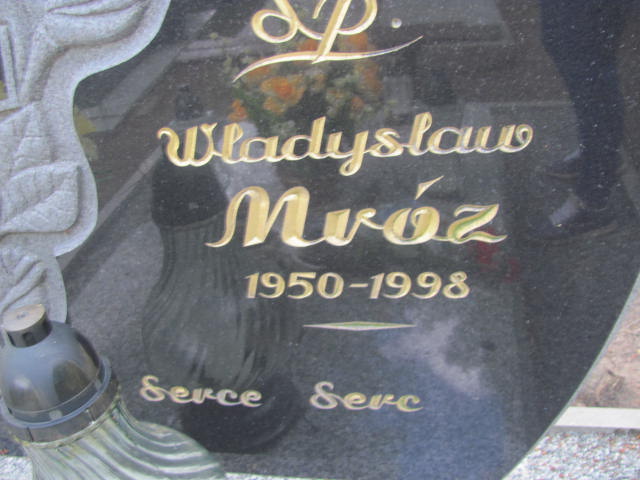 Ś.P.
Władysław
Mróz
1950-1998
Serce Serc